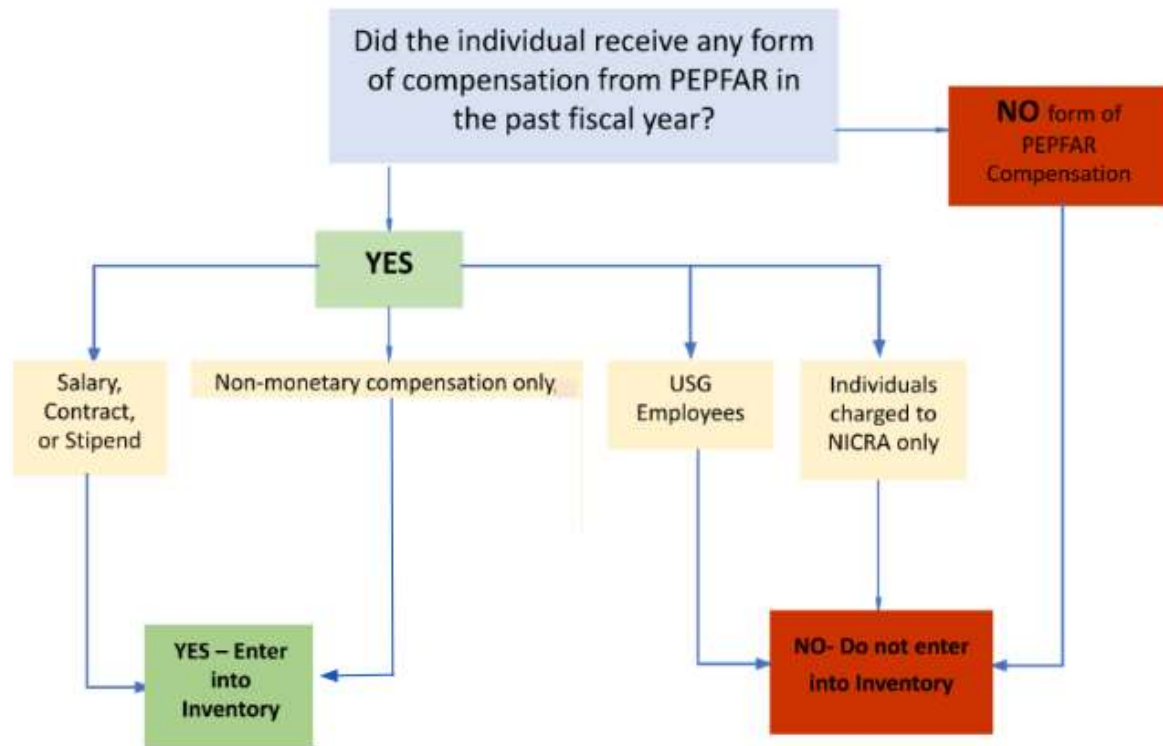 Did the individual receive any form
of compensation from PEPFAR in
the past fiscal year?
NO form of
PEPFAR
Compensation
YES
Salary,
Contract,
or Stipend
Non-monetary compensation only
USG
Employees
Individuals
charged to
NICRA only
YES – Enter
into
Inventory
NO- Do not enter
into Inventory